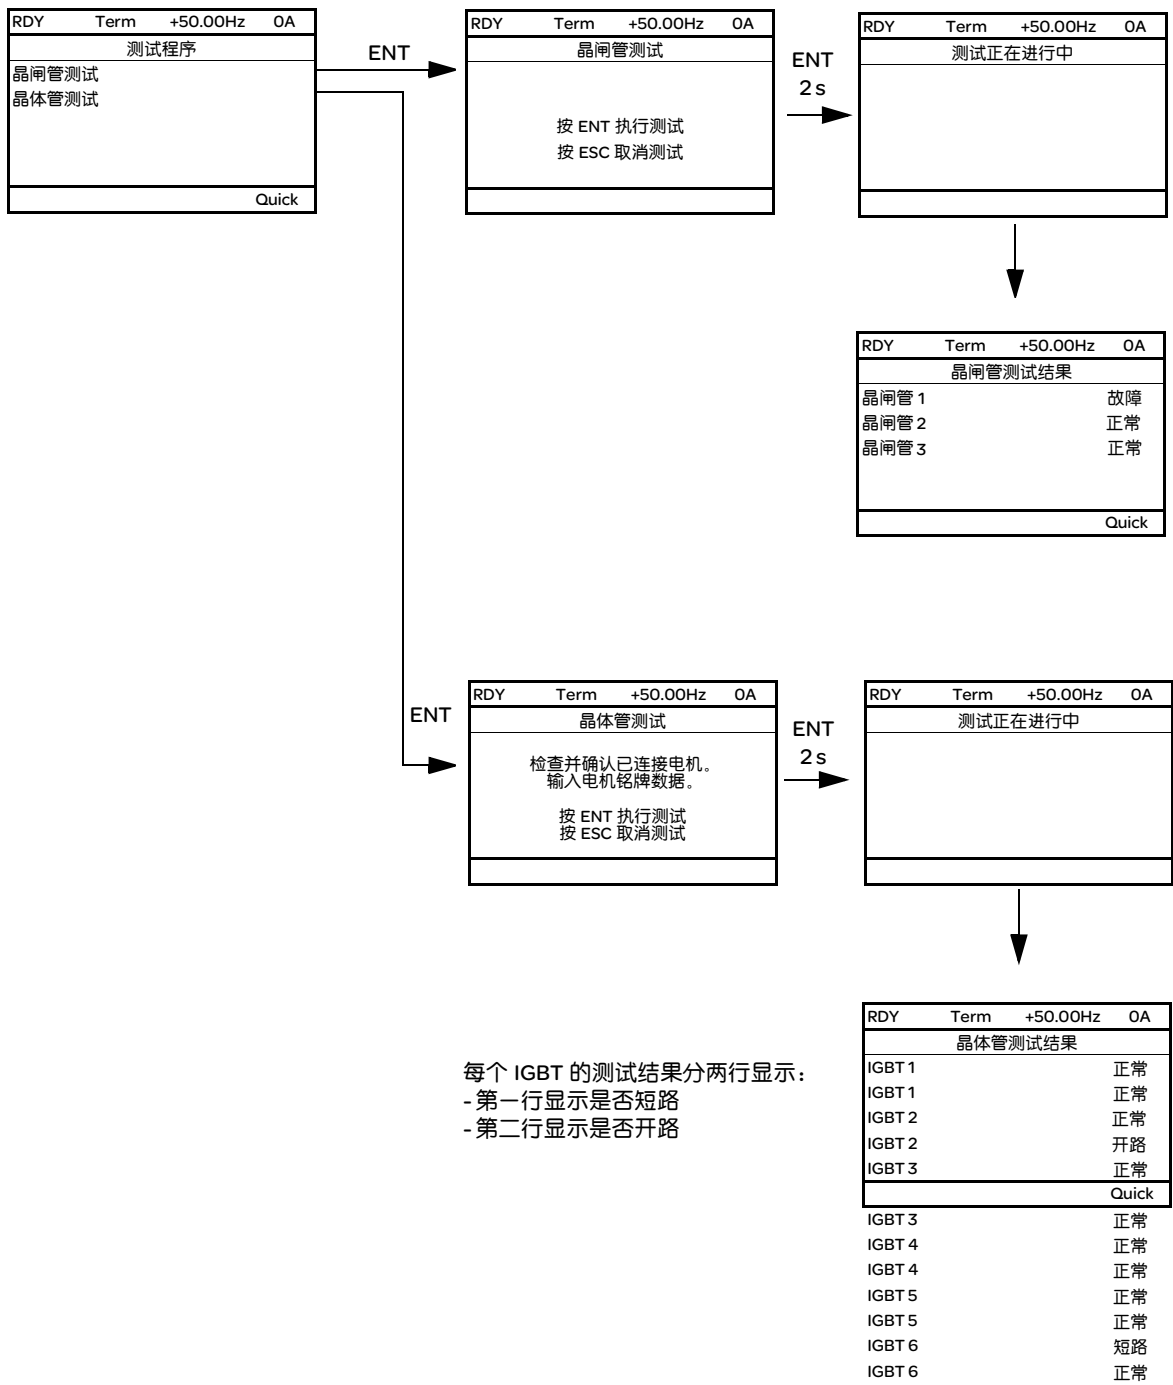 RDY Term +50.00Hz 0A
测试程序
晶闸管测试
晶体管测试
Quick
ENT
RDY Term +50.00Hz 0A
晶闸管测试
按 ENT 执行测试
按 ESC 取消测试
ENT
2 s
RDY Term +50.00Hz 0A
测试正在进行中
RDY Term +50.00Hz 0A
晶闸管测试结果
晶闸管 1 故障
晶闸管 2 正常
晶闸管 3 正常
Quick
ENT
RDY Term +50.00Hz 0A
晶体管测试
检查并确认已连接电机。
输入电机铭牌数据。
按 ENT 执行测试
按 ESC 取消测试
ENT
2 s
RDY Term +50.00Hz 0A
测试正在进行中
每个 IGBT 的测试结果分两行显示：
- 第一行显示是否短路
- 第二行显示是否开路
RDY Term +50.00Hz 0A
晶体管测试结果
IGBT 1 正常
IGBT 1 正常
IGBT 2 正常
IGBT 2 开路
IGBT 3 正常
Quick
IGBT 3 正常
IGBT 4 正常
IGBT 4 正常
IGBT 5 正常
IGBT 5 正常
IGBT 6 短路
IGBT 6 正常